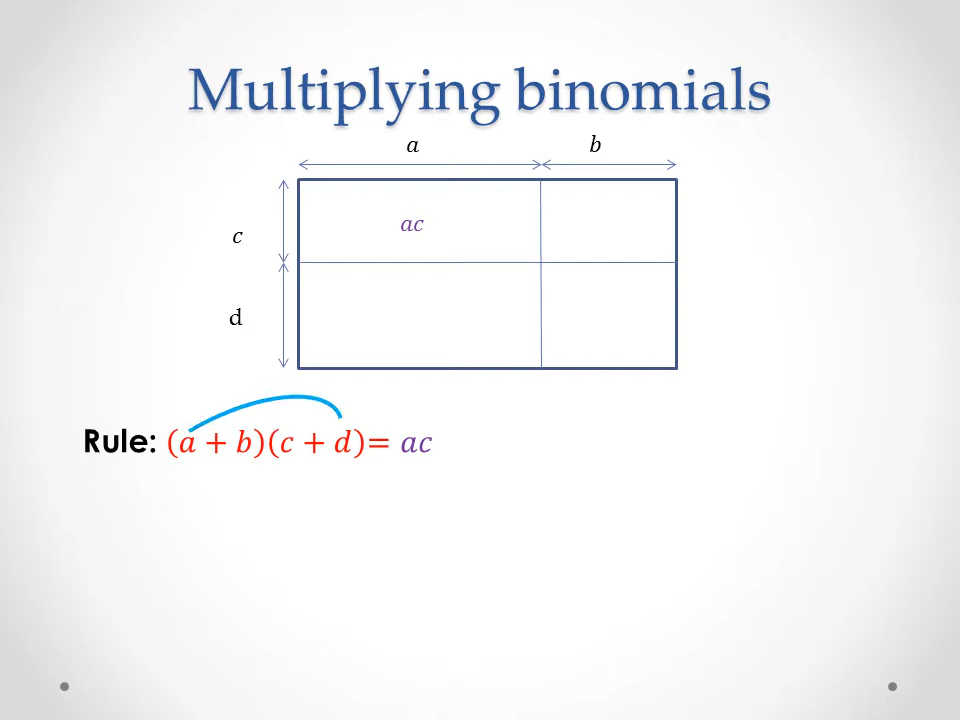 Multiplying binomials
a b
c
ac
d
Rule: (a + b)(c + d)= ac